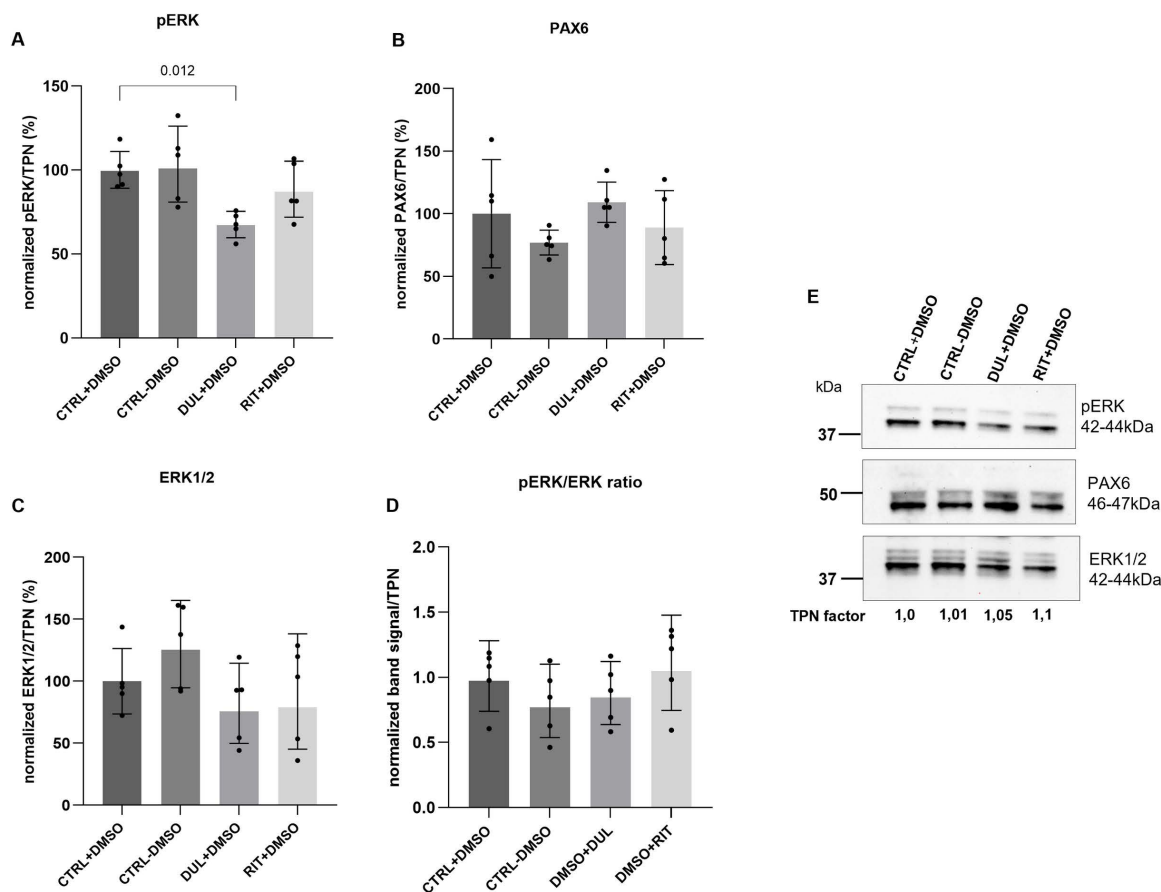 A
pERK
0.012
normalized pERK/TPN (%)
150
100
50
0
CTRL+DMSO
CTRL-DMSO
DUL+DMSO
RIT+DMSO
B
PAX6
normalized PAX6/TPN (%)
200
150
100
50
0
CTRL+DMSO
CTRL-DMSO
DUL+DMSO
RIT+DMSO
C
ERK1/2
normalized ERK1/2/TPN (%)
200
150
100
50
0
CTRL+DMSO
CTRL-DMSO
DUL+DMSO
RIT+DMSO
D
pERK/ERK ratio
normalized band signal/TPN
2.0
1.5
1.0
0.5
0.0
CTRL+DMSO
CTRL-DMSO
DMSO+DUL
DMSO+RIT
E
CTRL+DMSO
CTRL-DMSO
DUL+DMSO
RIT+DMSO
kDa
37
pERK
42-44kDa
50
PAX6
46-47kDa
37
ERK1/2
42-44kDa
TPN factor 1,0 1,01 1,05 1,1